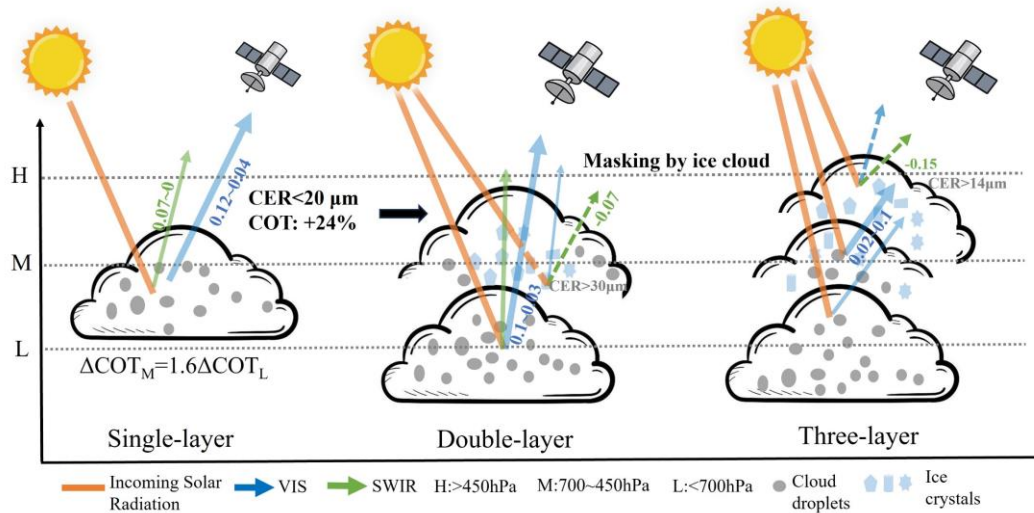 H
M
L
0.07~0
0.12~0.04
ΔCOTM=1.6ΔCOTL
Single-layer
CER<20 μm
COT: +24%
-0.07
CER>30μm
0.1~0.03
Double-layer
Masking by ice cloud
-0.15
CER>14μm
0.02~0.1
Three-layer
Incoming Solar
Radiation
VIS
SWIR
H:>450hPa
M:700~450hPa
L:<700hPa
Cloud
droplets
Ice
crystals